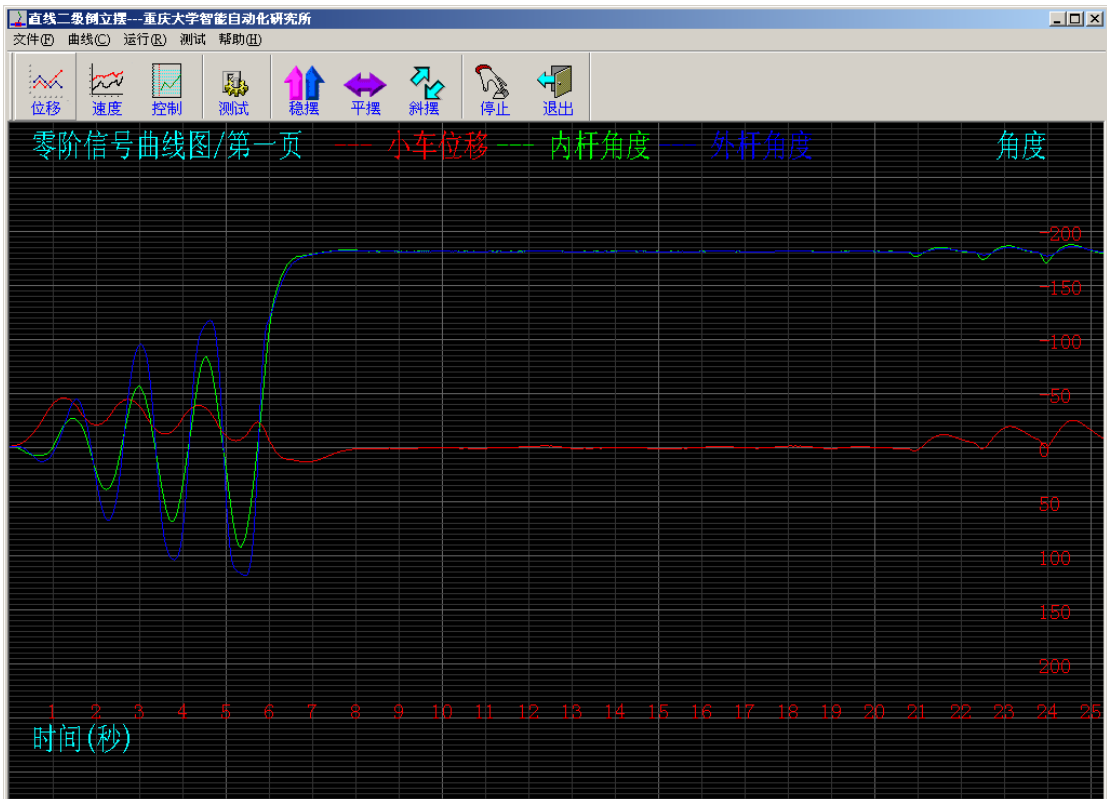 直线二级倒立摆---重庆大学智能自动化研究所
文件(F) 曲线(C) 运行(R) 测试 帮助(H)
位移 速度 控制 测试 稳摆 平摆 斜摆 停止 退出
零阶信号曲线图/第一页 --- 小车位移 --- 内杆角度 --- 外杆角度 角度
-200
-150
-100
-50
0
50
100
150
200
1 2 3 4 5 6 7 8 9 10 11 12 13 14 15 16 17 18 19 20 21 22 23 24 25
时间(秒)